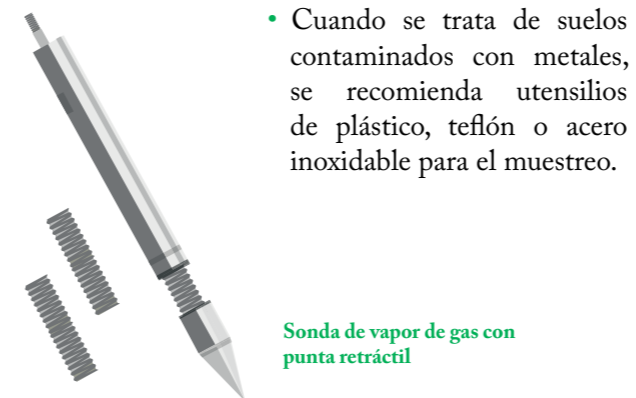 • Cuando se trata de suelos
contaminados con metales,
se recomienda utensilios
de plástico, teflón o acero
inoxidable para el muestreo.
Sonda de vapor de gas con
punta retráctil